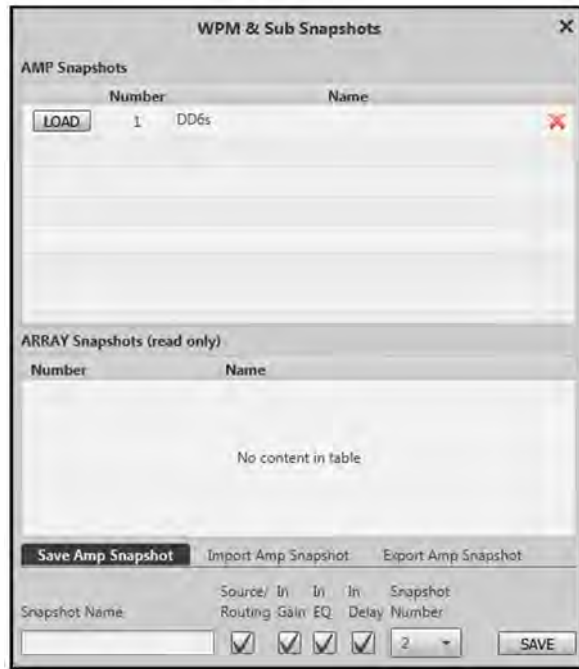 WPM & Sub Snapshots
AMP Snapshots
Number Name
LOAD 1 DD6s
ARRAY Snapshots (read only)
Number Name
No content in table
Save Amp Snapshot Import Amp Snapshot Export Amp Snapshot
Source/ In In In Snapshot
Snapshot Name Routing Gain EQ Delay Number
2 SAVE